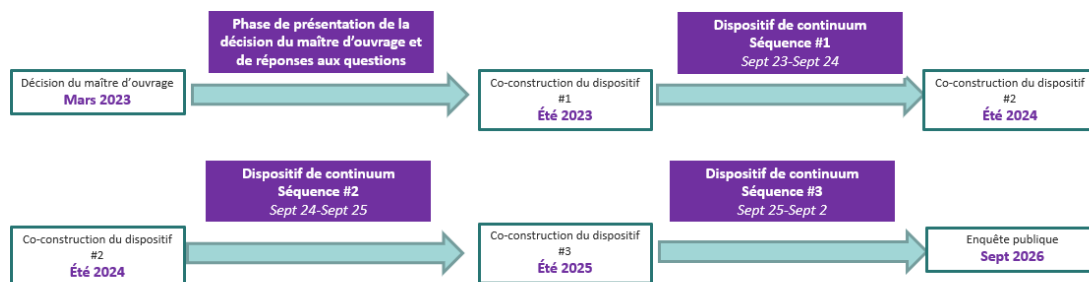 Phase de présentation de la
décision du maître d'ouvrage et
de réponses aux questions
Dispositif de continuum
Séquence #1
Sept 23-Sept 24
Décision du maître d'ouvrage
Mars 2023
Co-construction du dispositif
#1
Été 2023
Co-construction du dispositif
#2
Été 2024
Dispositif de continuum
Séquence #2
Sept 24-Sept 25
Dispositif de continuum
Séquence #3
Sept 25-Sept 2
Co-construction du dispositif
#2
Été 2024
Co-construction du dispositif
#3
Été 2025
Enquête publique
Sept 2026